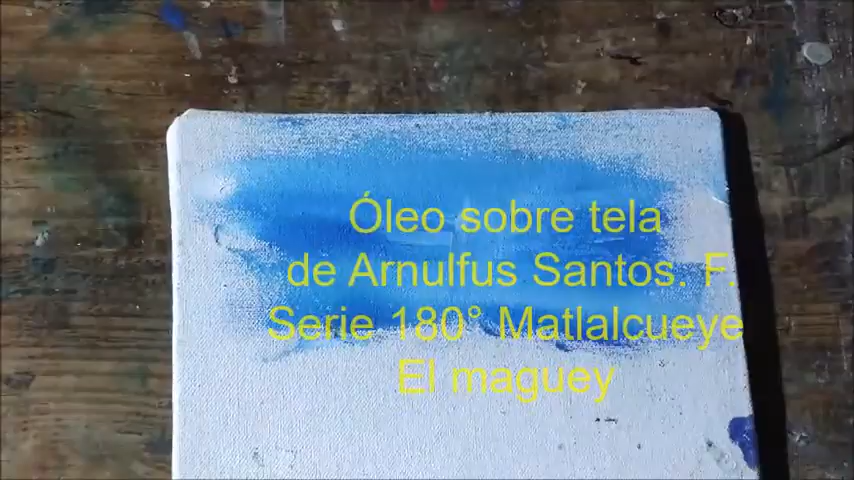 Óleo sobre tela
de Arnulfus Santos. F.
Serie 180° Matlalcueye
El maguey